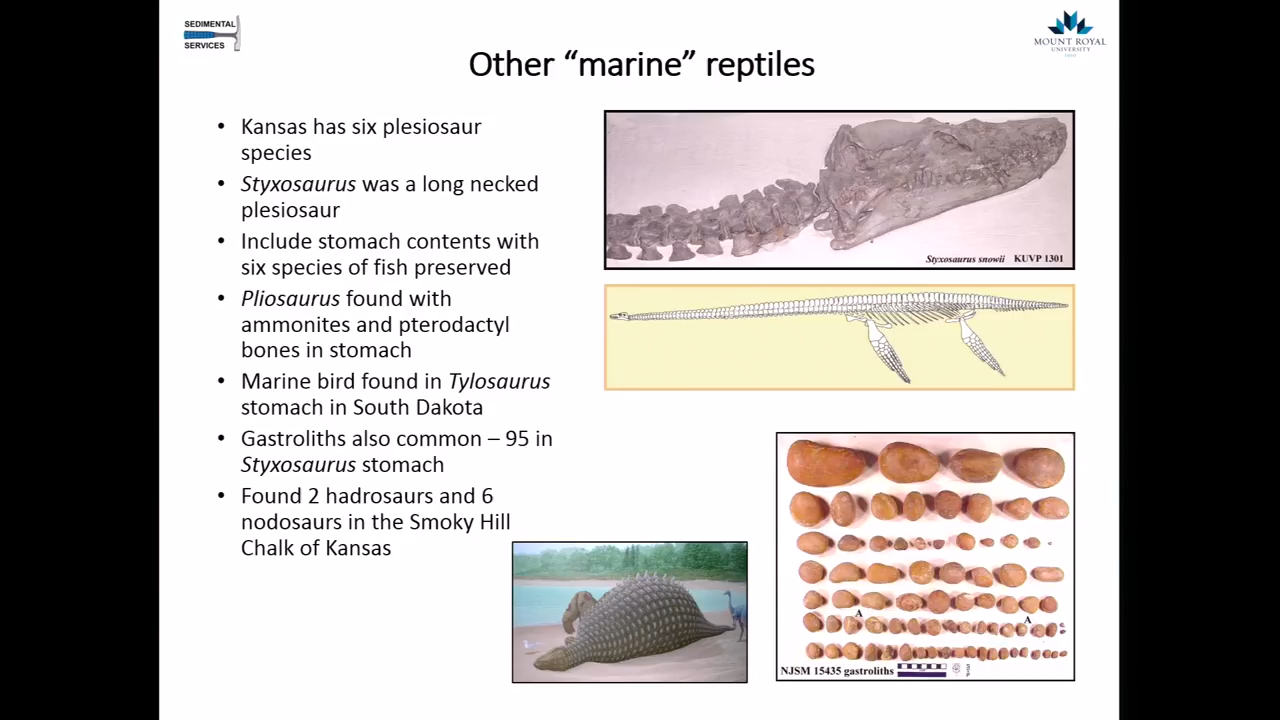 SEDIMENTAL
SERVICES
MOUNT ROYAL
UNIVERSITY
Other “marine” reptiles
• Kansas has six plesiosaur
species
• Styxosaurus was a long necked
plesiosaur
• Include stomach contents with
six species of fish preserved
• Pliosaurus found with
ammonites and pterodactyl
bones in stomach
• Marine bird found in Tylosaurus
stomach in South Dakota
• Gastroliths also common – 95 in
Styxosaurus stomach
• Found 2 hadrosaurs and 6
nodosaurs in the Smoky Hill
Chalk of Kansas
Styxosaurus snowii KUVP 1301
A
A
NJSM 15435 gastroliths